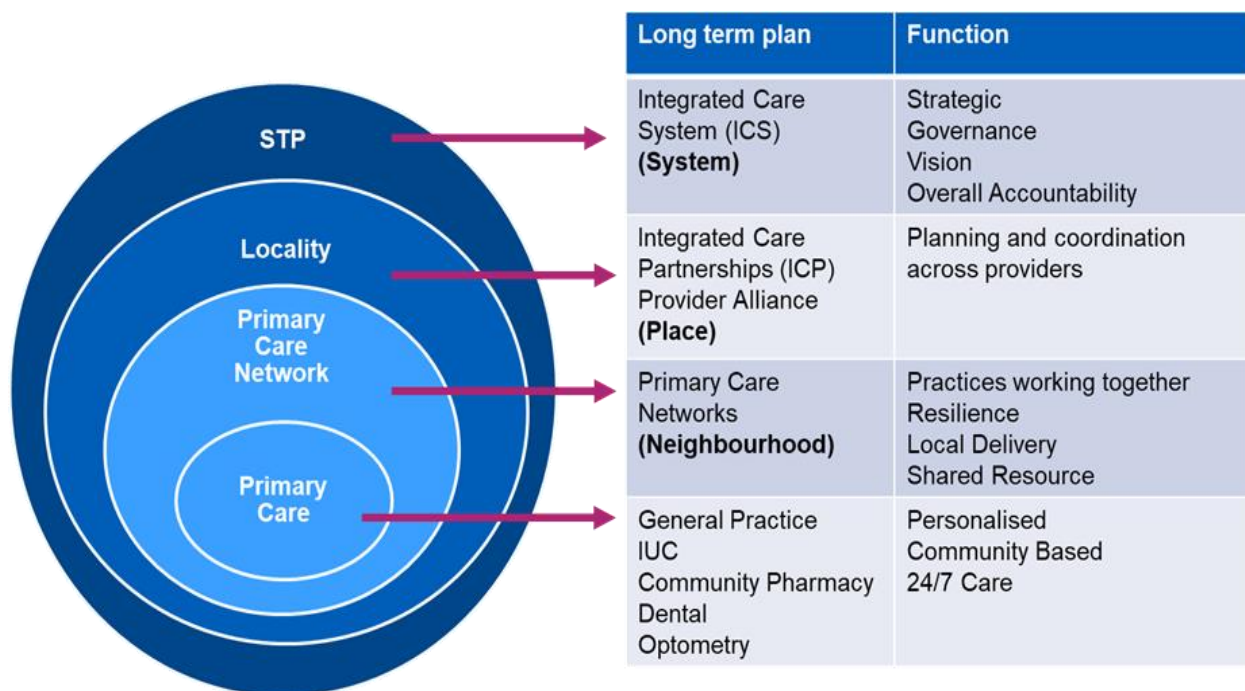 STP
Locality
Primary
Care
Network
Primary
Care
Long term plan
Function
Integrated Care
System (ICS)
(System)
Strategic
Governance
Vision
Overall Accountability
Integrated Care
Partnerships (ICP)
Provider Alliance
(Place)
Planning and coordination
across providers
Primary Care
Networks
(Neighbourhood)
Practices working together
Resilience
Local Delivery
Shared Resource
General Practice
IUC
Community Pharmacy
Dental
Optometry
Personalised
Community Based
24/7 Care